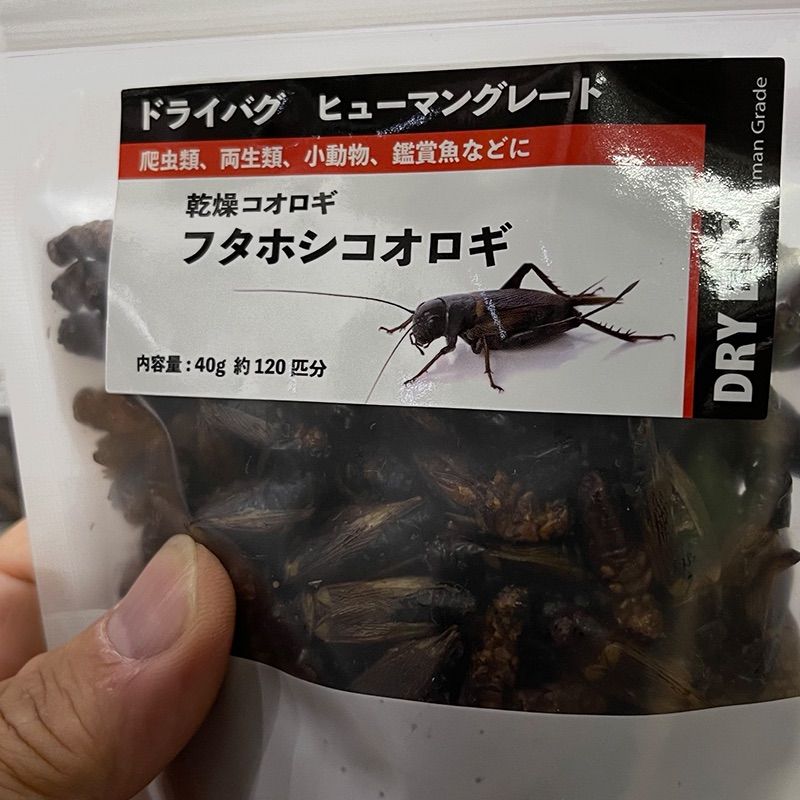 ドライバグ　ヒューマングレート
爬虫類、両生類、小動物、鑑賞魚などに
乾燥コオロギ
フタホシコオロギ
内容量：40g 約120匹分
DRY
Grade